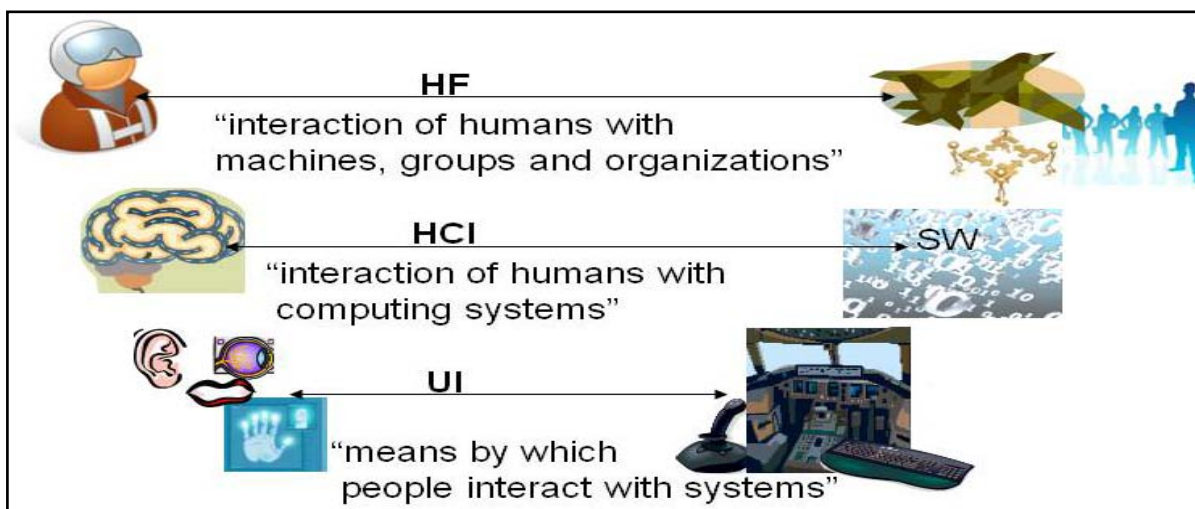 HF
“interaction of humans with
machines, groups and organizations”
HCI
SW
“interaction of humans with
computing systems”
UI
“means by which
people interact with systems”